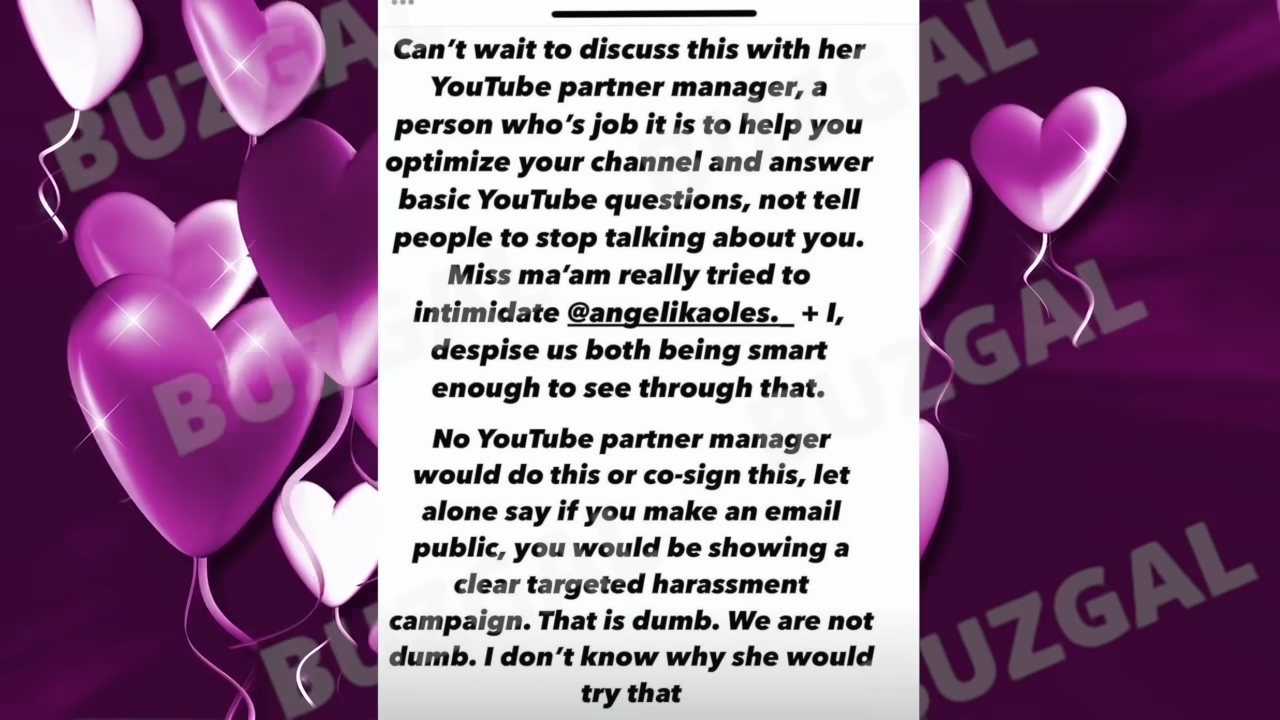 Can't wait to discuss this with her
YouTube partner manager, a
person who's job it is to help you
optimize your channel and answer
basic YouTube questions, not tell
people to stop talking about you.
Miss ma'am really tried to
intimidate @angelikaoles._ + I,
despise us both being smart
enough to see through that.
No YouTube partner manager
would do this or co-sign this, let
alone say if you make an email
public, you would be showing a
clear targeted harassment
campaign. That is dumb. We are not
dumb. I don't know why she would
try that
BUZGAL
BUZGAL
BUZGAL
BUZGAL
BUZGAL
BUZGAL